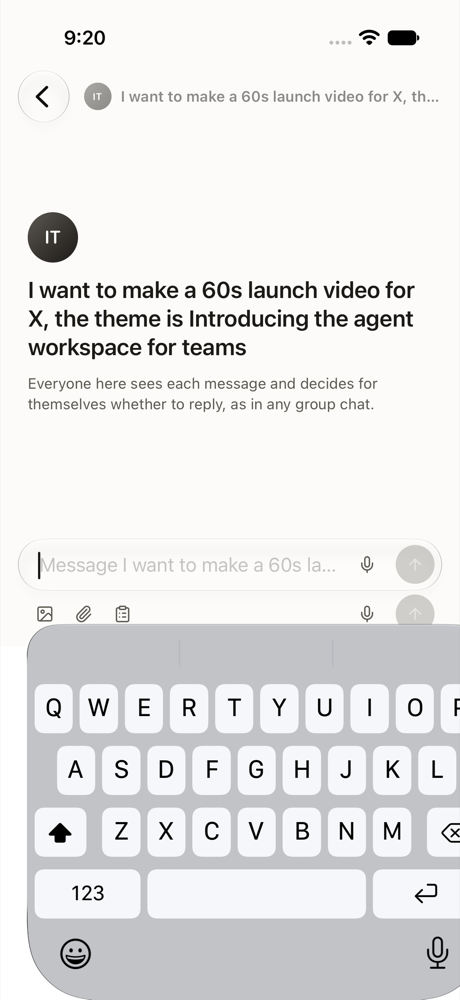 9:20
IT
I want to make a 60s launch video for X, th...
IT
I want to make a 60s launch video for
X, the theme is Introducing the agent
workspace for teams
Everyone here sees each message and decides for
themselves whether to reply, as in any group chat.
Message I want to make a 60s la...
Q W E R T Y U I O P
A S D F G H J K L
Z X C V B N M
123